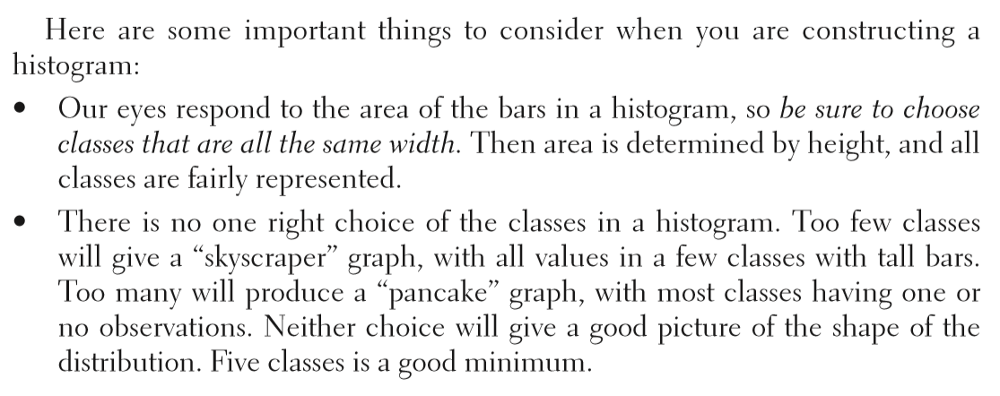 Here are some important things to consider when you are constructing a
histogram:
• Our eyes respond to the area of the bars in a histogram, so be sure to choose
classes that are all the same width. Then area is determined by height, and all
classes are fairly represented.
• There is no one right choice of the classes in a histogram. Too few classes
will give a “skyscraper” graph, with all values in a few classes with tall bars.
Too many will produce a “pancake” graph, with most classes having one or
no observations. Neither choice will give a good picture of the shape of the
distribution. Five classes is a good minimum.